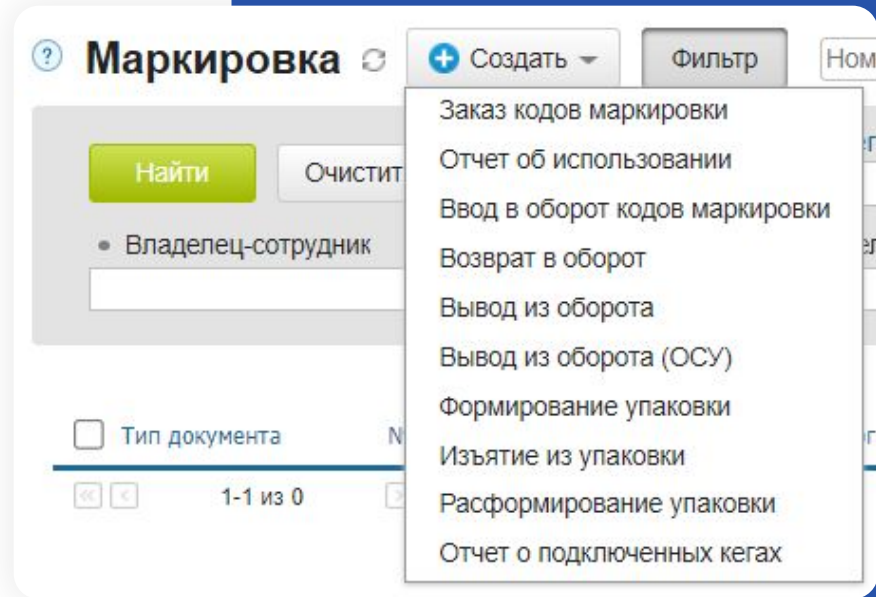 ? Маркировка Создать Фильтр
Заказ кодов маркировки
Найти
Отчет об использовании
Ввод в оборот кодов маркировки
Владелец-сотрудник
Возврат в оборот
Вывод из оборота
Вывод из оборота (ОСУ)
Формирование упаковки
Тип документа
Изъятие из упаковки
1-1 из 0
Расформирование упаковки
Отчет о подключенных кегах